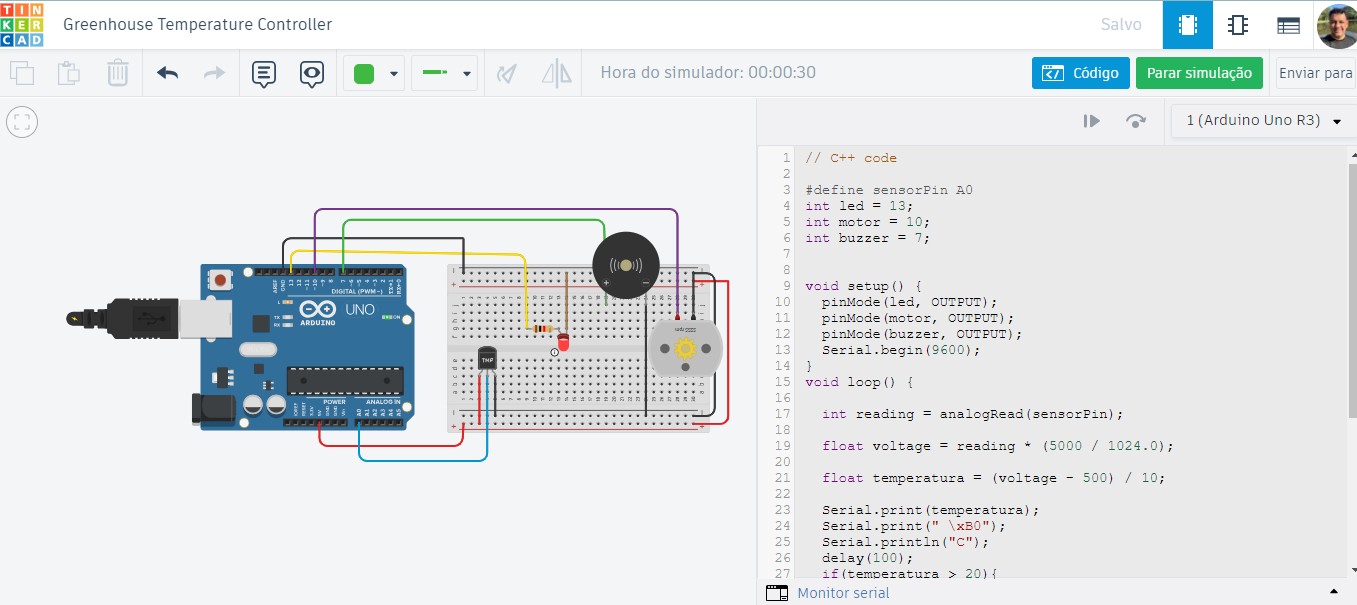 TIN
KER
CAD
Greenhouse Temperature Controller
Salvo
Hora do simulador: 00:00:30
Código
Parar simulação
Enviar para
1 (Arduino Uno R3)
DIGITAL (PWM~)
ARDUINO
UNO
TX
RX
ON
POWER
ANALOG IN
TMP
1 // C++ code
2
3 #define sensorPin A0
4 int led = 13;
5 int motor = 10;
6 int buzzer = 7;
7
8
9 void setup() {
10 pinMode(led, OUTPUT);
11 pinMode(motor, OUTPUT);
12 pinMode(buzzer, OUTPUT);
13 Serial.begin(9600);
14 }
15 void loop() {
16
17 int reading = analogRead(sensorPin);
18
19 float voltage = reading * (5000 / 1024.0);
20
21 float temperatura = (voltage - 500) / 10;
22
23 Serial.print(temperatura);
24 Serial.print(" \xB0");
25 Serial.println("C");
26 delay(100);
27 if(temperatura > 20){
Monitor serial